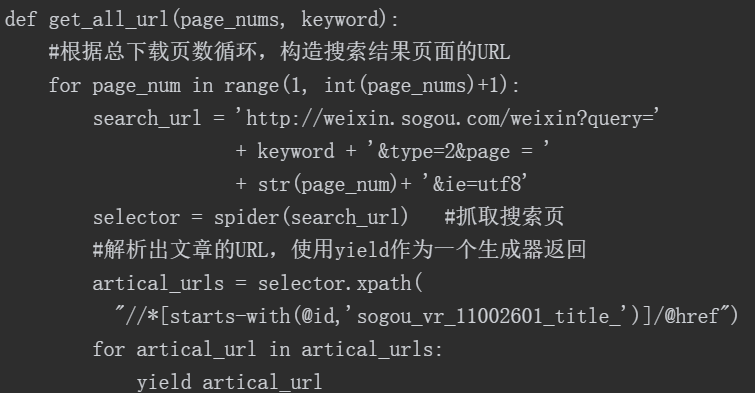 def get_all_url(page_nums, keyword):
    #根据总下载页数循环，构造搜索结果页面的URL
    for page_num in range(1, int(page_nums)+1):
        search_url = 'http://weixin.sogou.com/weixin?query='
                     + keyword + '&type=2&page = '
                     + str(page_num)+ '&ie=utf8'
        selector = spider(search_url)   #抓取搜索页
        #解析出文章的URL，使用yield作为一个生成器返回
        artical_urls = selector.xpath(
          "//*[starts-with(@id,'sogou_vr_11002601_title_')]/@href")
        for artical_url in artical_urls:
            yield artical_url